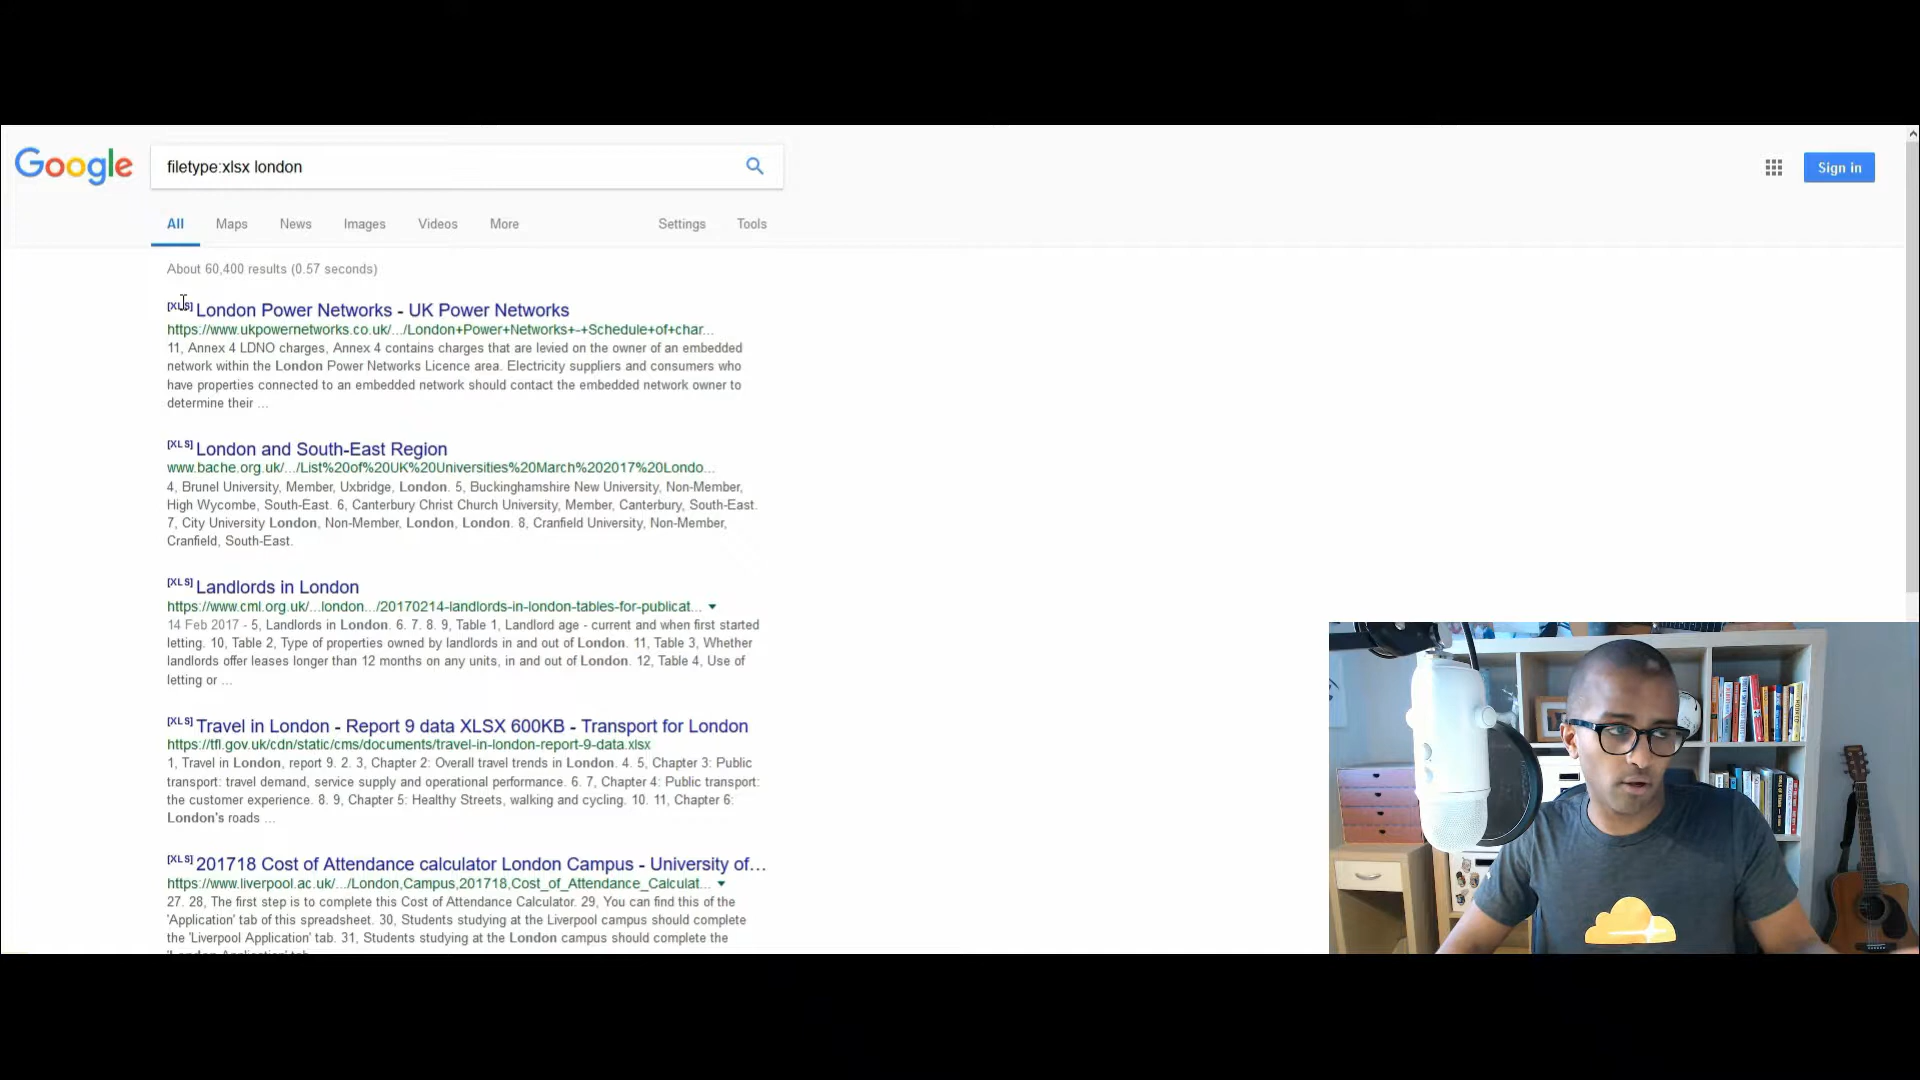 Google
filetype:xlsx london
Sign in
All Maps News Images Videos More Settings Tools
About 60,400 results (0.57 seconds)
[XLS] London Power Networks - UK Power Networks
https://www.ukpowernetworks.co.uk/.../London+Power+Networks+-+Schedule+of+char...
11, Annex 4 LDNO charges, Annex 4 contains charges that are levied on the owner of an embedded
network within the London Power Networks Licence area. Electricity suppliers and consumers who
have properties connected to an embedded network should contact the embedded network owner to
determine their ...
[XLS] London and South-East Region
www.bache.org.uk/.../List%20of%20UK%20Universities%20March%202017%20Londo...
4, Brunel University, Member, Uxbridge, London. 5, Buckinghamshire New University, Non-Member,
High Wycombe, South-East. 6, Canterbury Christ Church University, Member, Canterbury, South-East.
7, City University London, Non-Member, London, London. 8, Cranfield University, Non-Member,
Cranfield, South-East.
[XLS] Landlords in London
https://www.cml.org.uk/...london.../20170214-landlords-in-london-tables-for-publicat...
14 Feb 2017 - 5, Landlords in London. 6. 7. 8. 9, Table 1, Landlord age - current and when first started
letting. 10, Table 2, Type of properties owned by landlords in and out of London. 11, Table 3, Whether
landlords offer leases longer than 12 months on any units, in and out of London. 12, Table 4, Use of
letting or ...
[XLS] Travel in London - Report 9 data XLSX 600KB - Transport for London
https://tfl.gov.uk/cdn/static/cms/documents/travel-in-london-report-9-data.xlsx
1, Travel in London, report 9. 2. 3, Chapter 2: Overall travel trends in London. 4. 5, Chapter 3: Public
transport: travel demand, service supply and operational performance. 6. 7, Chapter 4: Public transport:
the customer experience. 8. 9, Chapter 5: Healthy Streets, walking and cycling. 10. 11, Chapter 6:
London's roads ...
[XLS] 201718 Cost of Attendance calculator London Campus - University of...
https://www.liverpool.ac.uk/.../London,Campus,201718,Cost_of_Attendance_Calculat...
27. 28, The first step is to complete this Cost of Attendance Calculator. 29, You can find this of the
'Application' tab of this spreadsheet. 30, Students studying at the Liverpool campus should complete
the 'Liverpool Application' tab. 31, Students studying at the London campus should complete the